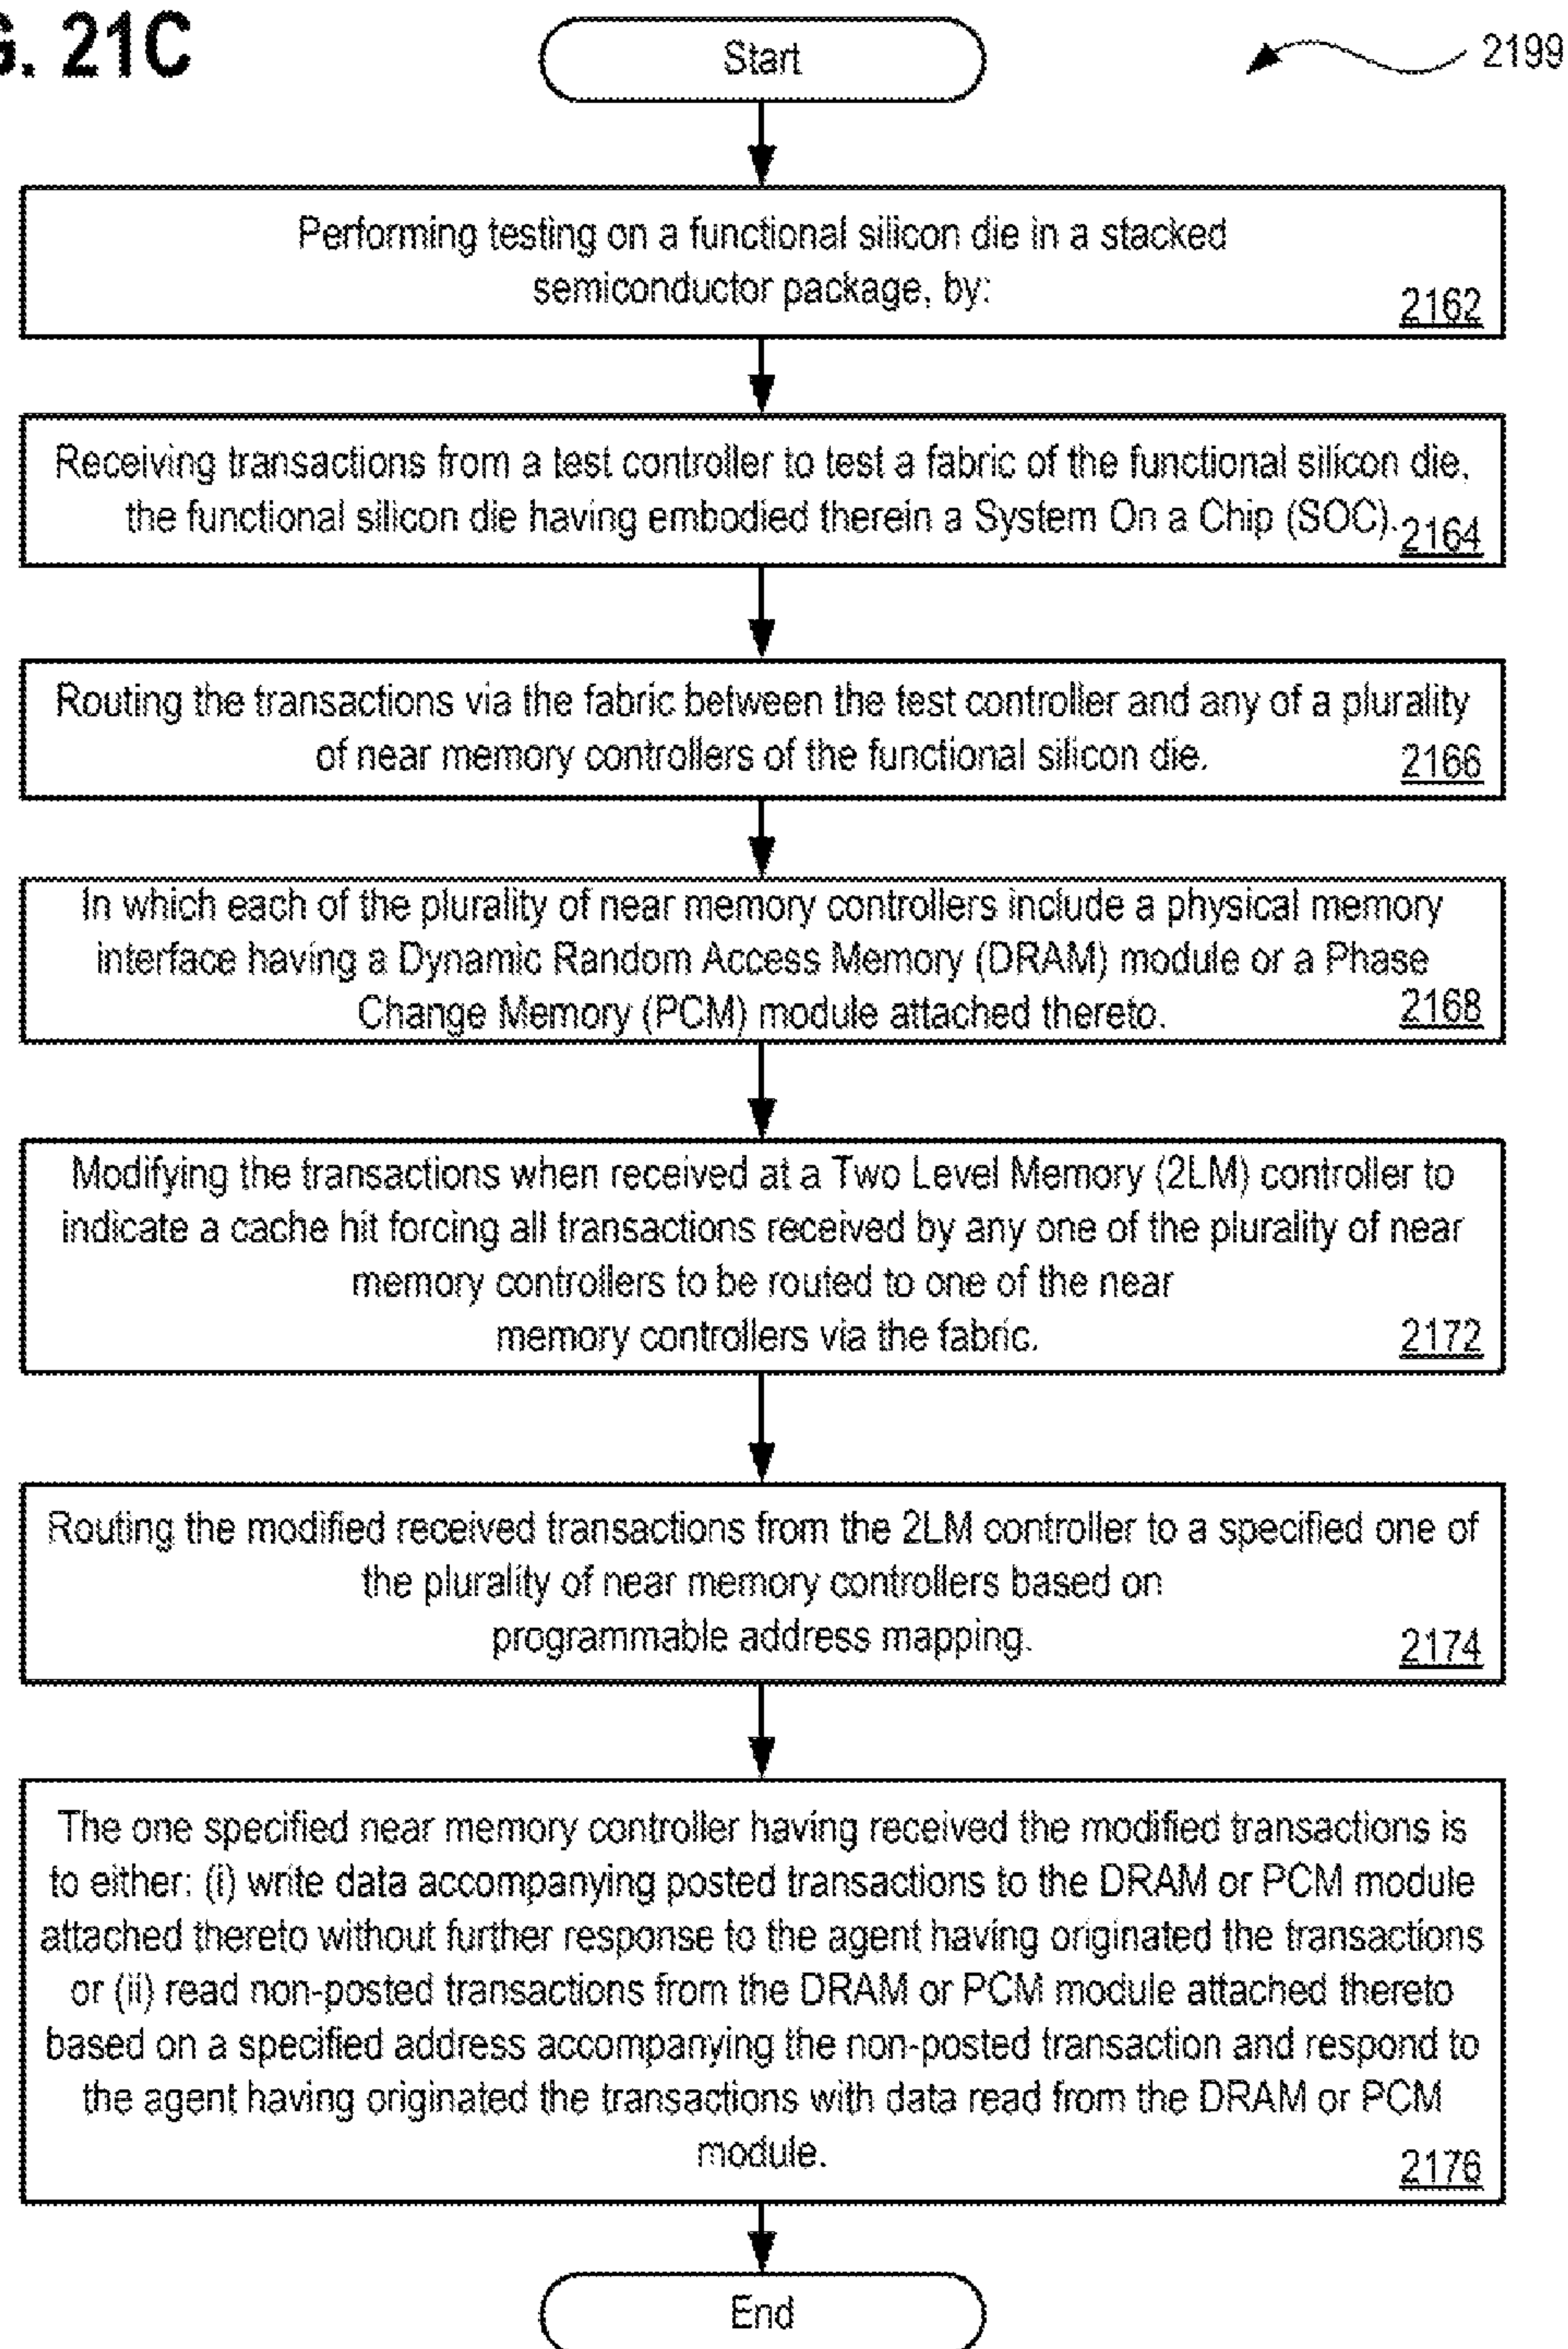 G. 21C
Start
2199
Performing testing on a functional silicon die in a stacked
semiconductor package, by:
2162
Receiving transactions from a test controller to test a fabric of the functional silicon die,
the functional silicon die having embodied therein a System On a Chip (SOC).
2164
Routing the transactions via the fabric between the test controller and any of a plurality
of near memory controllers of the functional silicon die.
2166
In which each of the plurality of near memory controllers include a physical memory
interface having a Dynamic Random Access Memory (DRAM) module or a Phase
Change Memory (PCM) module attached thereto.
2168
Modifying the transactions when received at a Two Level Memory (2LM) controller to
indicate a cache hit forcing all transactions received by any one of the plurality of near
memory controllers to be routed to one of the near
memory controllers via the fabric.
2172
Routing the modified received transactions from the 2LM controller to a specified one of
the plurality of near memory controllers based on
programmable address mapping.
2174
The one specified near memory controller having received the modified transactions is
to either: (i) write data accompanying posted transactions to the DRAM or PCM module
attached thereto without further response to the agent having originated the transactions
or (ii) read non-posted transactions from the DRAM or PCM module attached thereto
based on a specified address accompanying the non-posted transaction and respond to
the agent having originated the transactions with data read from the DRAM or PCM
module.
2176
End